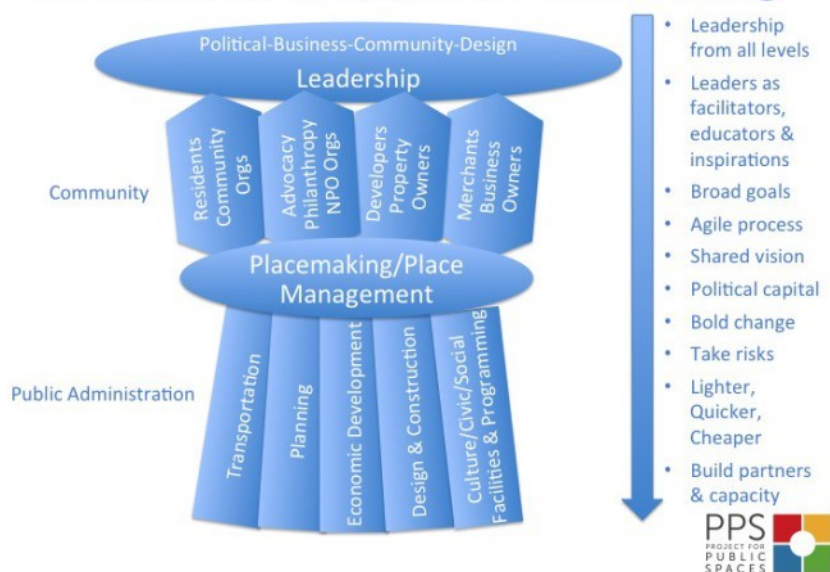 Political-Business-Community-Design
Leadership
Community
Residents
Community
Orgs
Advocacy
Philanthropy
NPO Orgs
Developers
Property
Owners
Merchants
Business
Owners
Placemaking/Place
Management
Public Administration
Transportation
Planning
Economic Development
Design & Construction
Culture/Civic/Social
Facilities & Programming
• Leadership
from all levels
• Leaders as
facilitators,
educators &
inspirations
• Broad goals
• Agile process
• Shared vision
• Political capital
• Bold change
• Take risks
• Lighter,
Quicker,
Cheaper
• Build partners
& capacity
PPS
PROJECT FOR
PUBLIC
SPACES